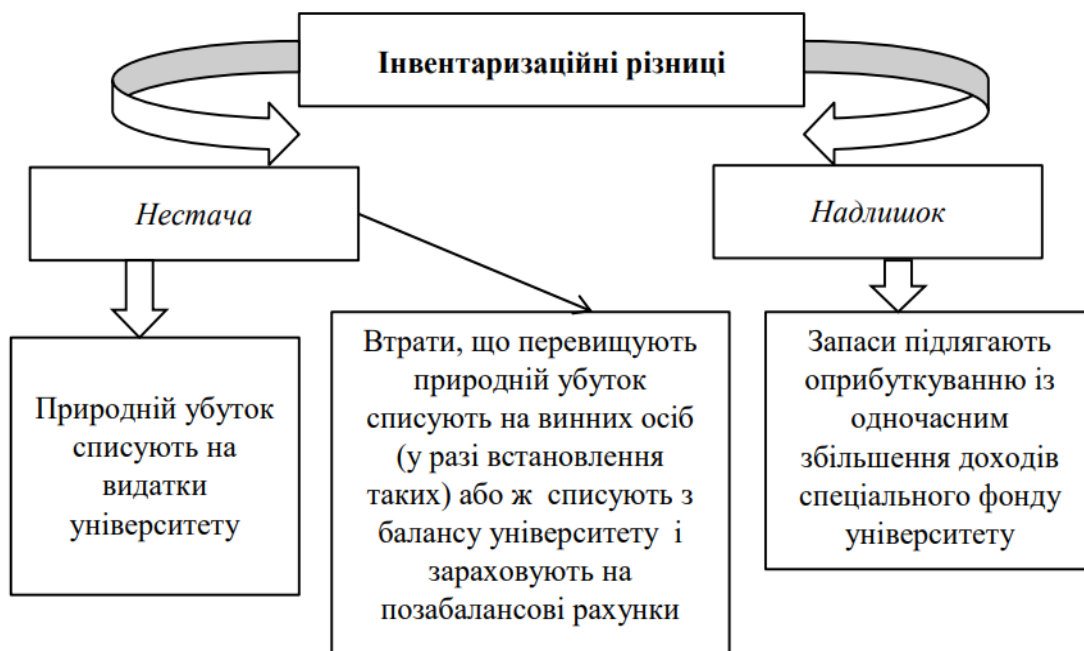 Інвентаризаційні різниці
Нестача
Надлишок
Природній убуток
списують на
видатки
університету
Втрати, що перевищують
природній убуток
списують на винних осіб
(у разі встановлення
таких) або ж списують з
балансу університету і
зараховують на
позабалансові рахунки
Запаси підлягають
оприбуткуванню із
одночасним
збільшення доходів
спеціального фонду
університету